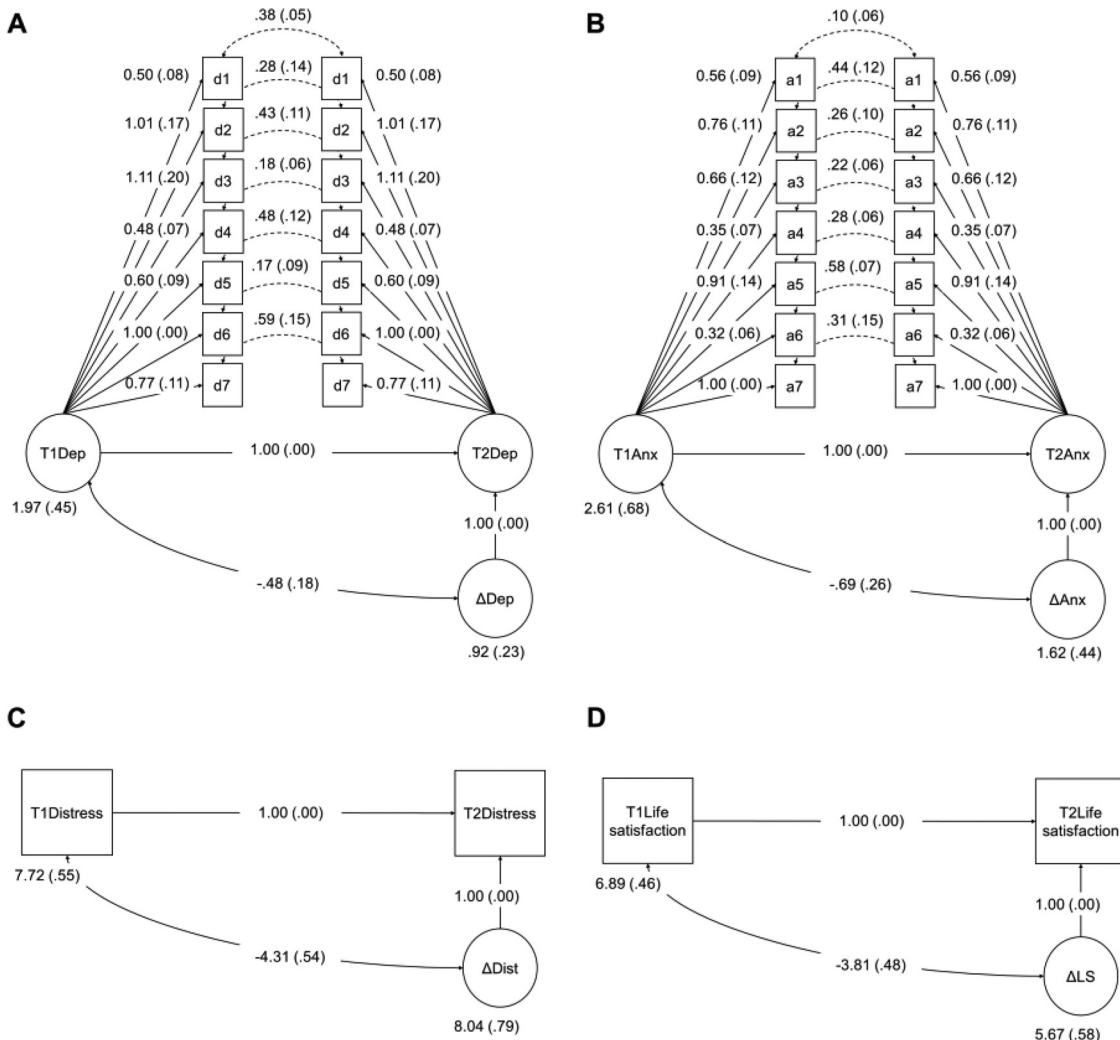 A
.38 (.05)
0.50 (.08) d1 .28 (.14) d1 0.50 (.08)
1.01 (.17) d2 .43 (.11) d2 1.01 (.17)
1.11 (.20) d3 .18 (.06) d3 1.11 (.20)
0.48 (.07) d4 .48 (.12) d4 0.48 (.07)
0.60 (.09) d5 .17 (.09) d5 0.60 (.09)
1.00 (.00) d6 .59 (.15) d6 1.00 (.00)
0.77 (.11) d7 d7 0.77 (.11)
T1Dep 1.00 (.00) T2Dep
1.97 (.45)
1.00 (.00)
-.48 (.18)
ΔDep
.92 (.23)
B
.10 (.06)
0.56 (.09) a1 .44 (.12) a1 0.56 (.09)
0.76 (.11) a2 .26 (.10) a2 0.76 (.11)
0.66 (.12) a3 .22 (.06) a3 0.66 (.12)
0.35 (.07) a4 .28 (.06) a4 0.35 (.07)
0.91 (.14) a5 .58 (.07) a5 0.91 (.14)
0.32 (.06) a6 .31 (.15) a6 0.32 (.06)
1.00 (.00) a7 a7 1.00 (.00)
T1Anx 1.00 (.00) T2Anx
2.61 (.68)
1.00 (.00)
-.69 (.26)
ΔAnx
1.62 (.44)
C
T1Distress 1.00 (.00) T2Distress
7.72 (.55)
1.00 (.00)
-4.31 (.54)
ΔDist
8.04 (.79)
D
T1Life
satisfaction
1.00 (.00)
T2Life
satisfaction
6.89 (.46)
1.00 (.00)
-3.81 (.48)
ΔLS
5.67 (.58)